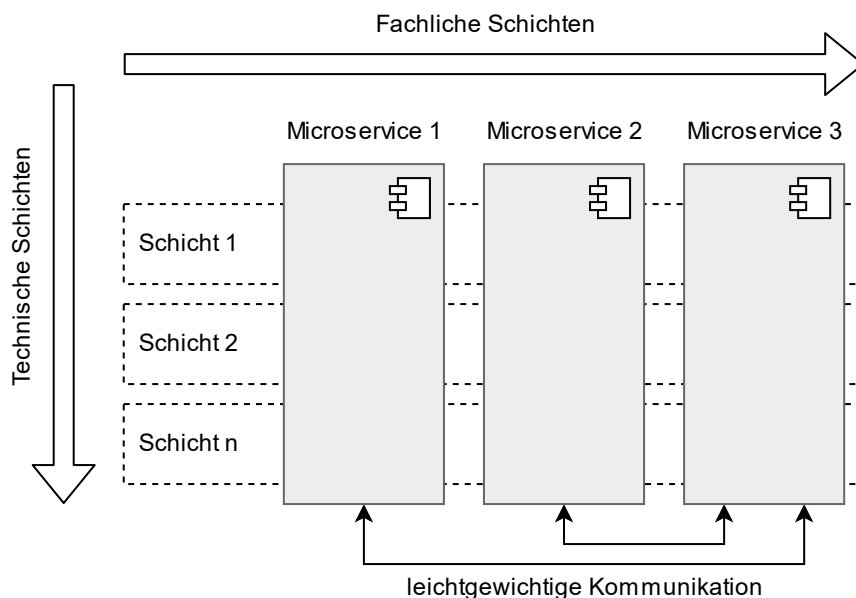 Fachliche Schichten
Technische Schichten
Microservice 1
Microservice 2
Microservice 3
Schicht 1
Schicht 2
Schicht n
leichtgewichtige Kommunikation